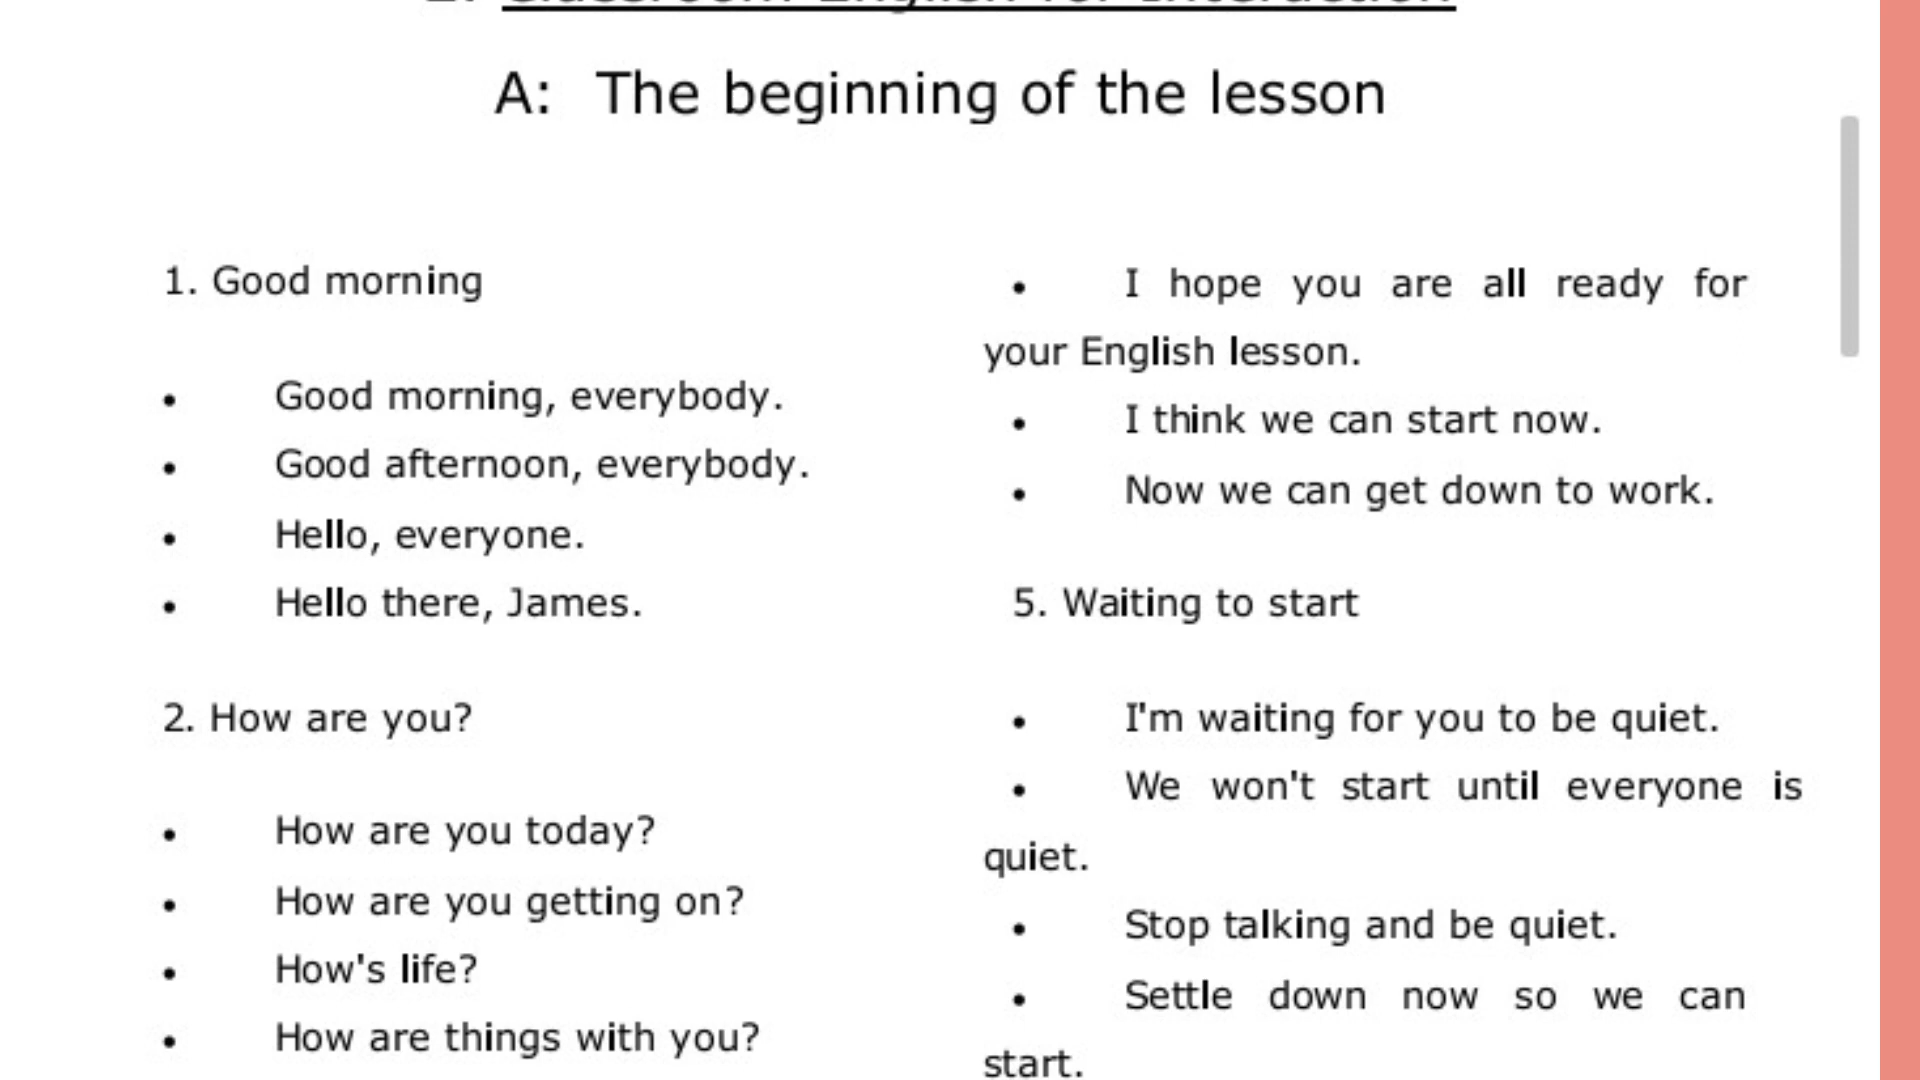 Classroom English for Interaction
A: The beginning of the lesson
1. Good morning
• Good morning, everybody.
• Good afternoon, everybody.
• Hello, everyone.
• Hello there, James.
2. How are you?
• How are you today?
• How are you getting on?
• How's life?
• How are things with you?
• I hope you are all ready for
your English lesson.
• I think we can start now.
• Now we can get down to work.
5. Waiting to start
• I'm waiting for you to be quiet.
• We won't start until everyone is
quiet.
• Stop talking and be quiet.
• Settle down now so we can
start.